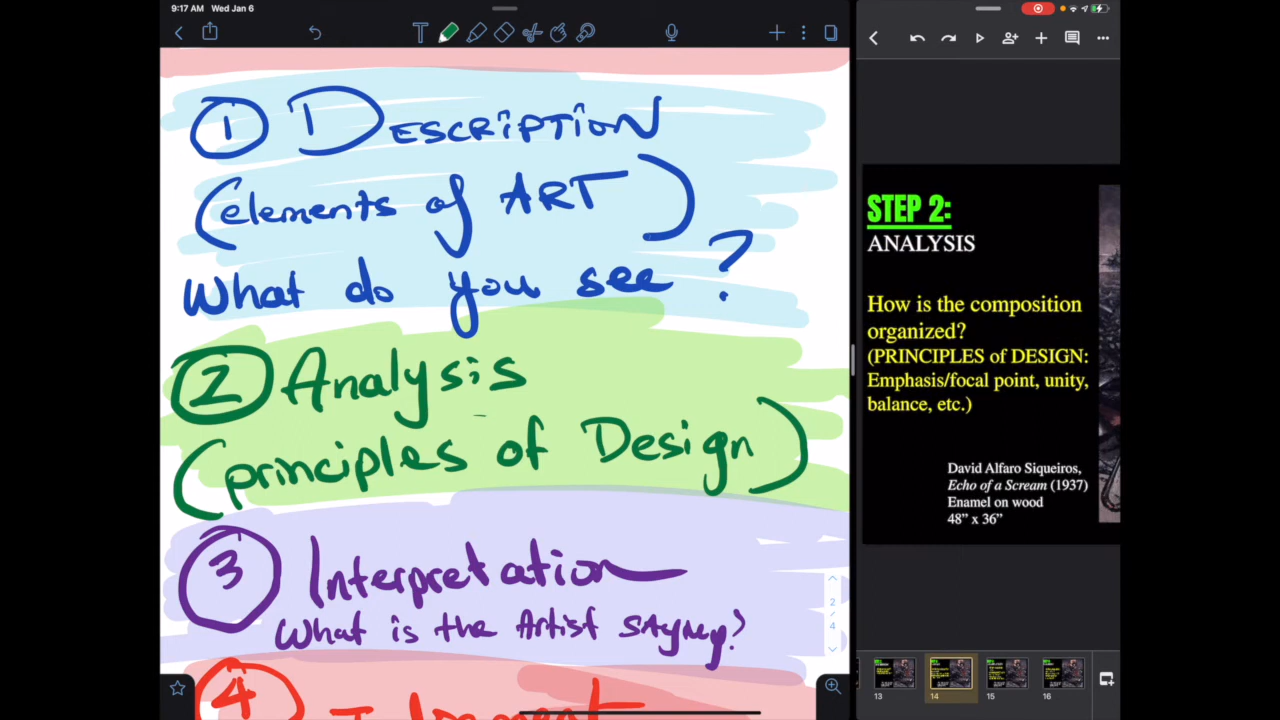 9:17 AM Wed Jan 6
① DESCRIPTION
(elements of ART)
What do you see?
② Analysis
(principles of Design)
③ Interpretation
What is the Artist
④
2
/
4
STEP 2:
ANALYSIS
How is the composition
organized?
(PRINCIPLES of DESIGN:
Emphasis/focal point, unity,
balance, etc.)
David Alfaro Siqueiros,
Echo of a Scream (1937)
Enamel on wood
48” x 36”
13 14 15 16